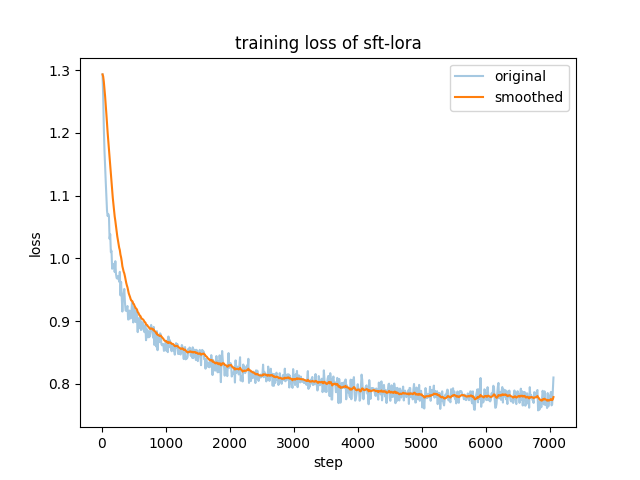 training loss of sft-lora
original
smoothed
1.3
1.2
1.1
1.0
0.9
0.8
loss
0 1000 2000 3000 4000 5000 6000 7000
step